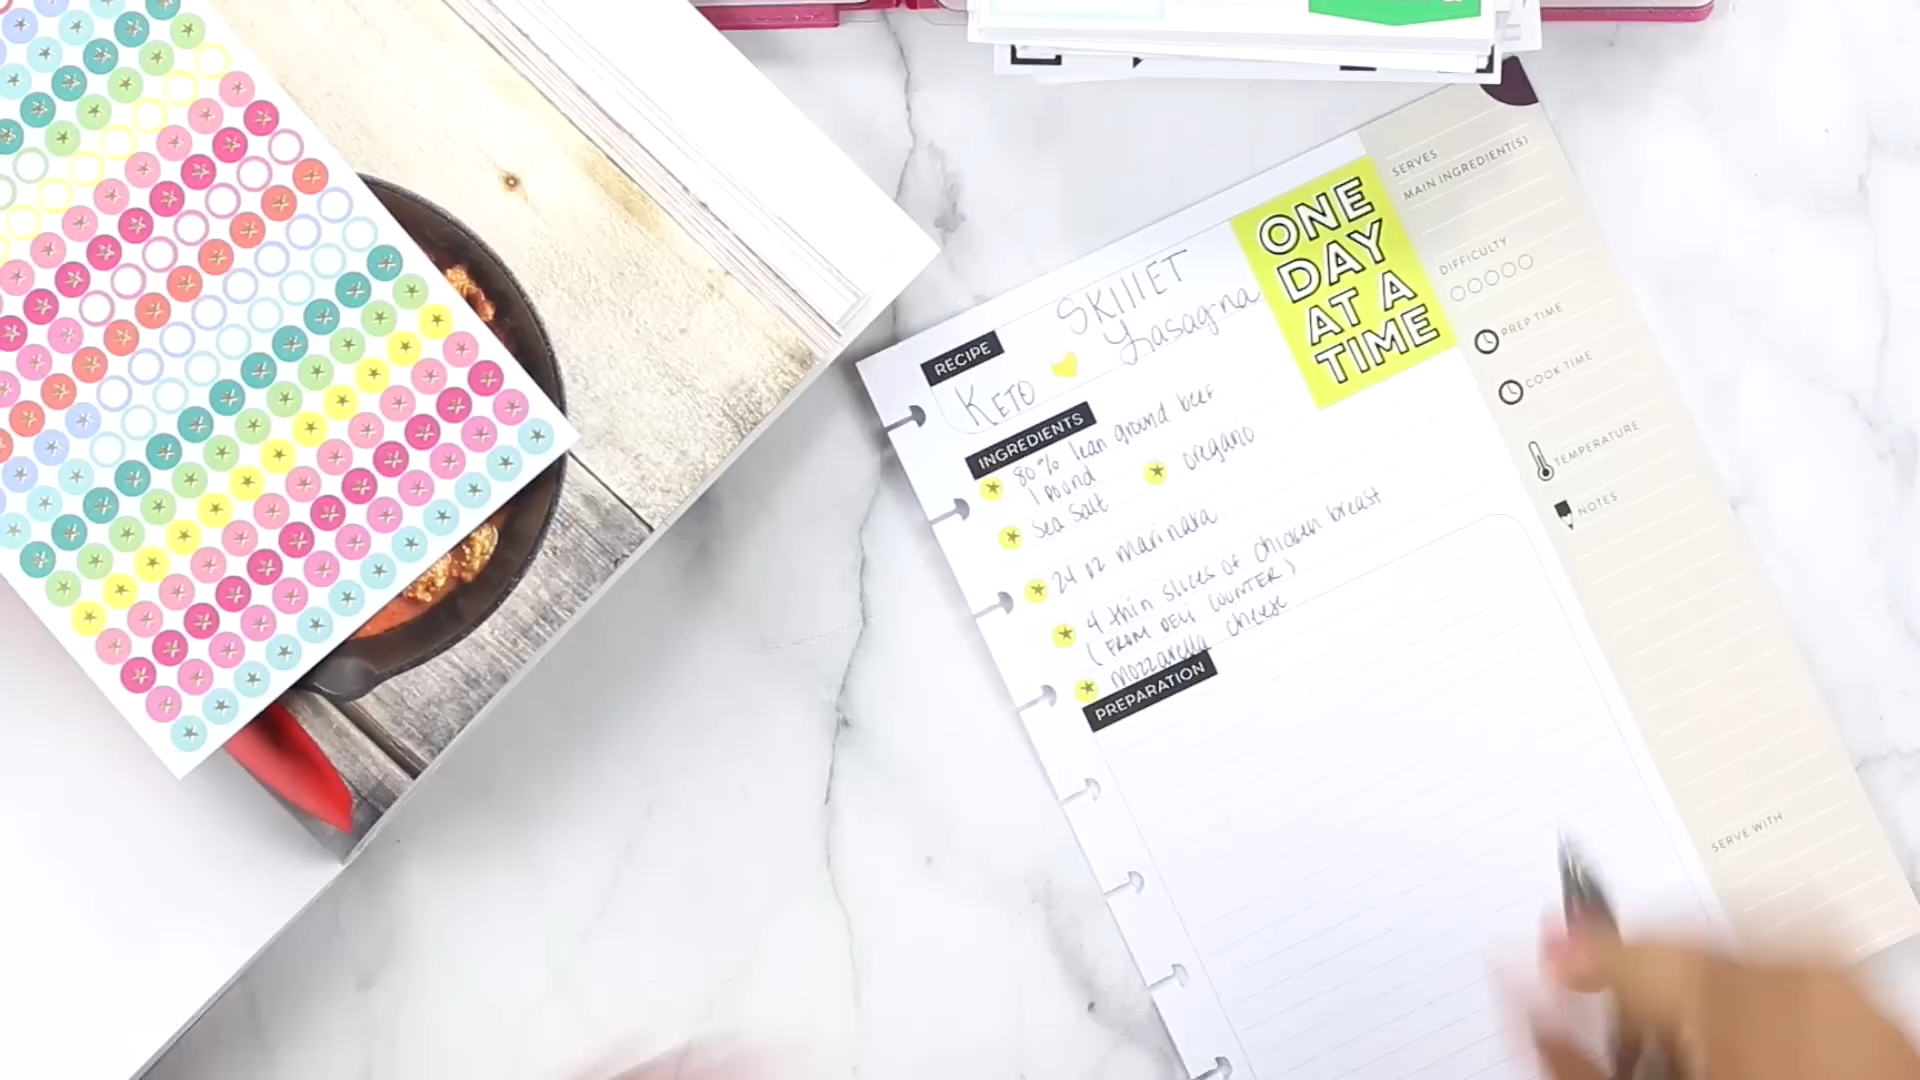 RECIPE
KETO
SKIllET
Lasagna
ONE
DAY
AT A
TIME
INGREDIENTS
80% lean ground beef
1 pound
Sea Salt
oregano
24 oz marinara
4 thin slices of chicken breast
(FROM DELI COUNTER)
mozzarella cheese
PREPARATION
SERVES
MAIN INGREDIENT(S)
DIFFICULTY
PREP TIME
COOK TIME
TEMPERATURE
NOTES
SERVE WITH